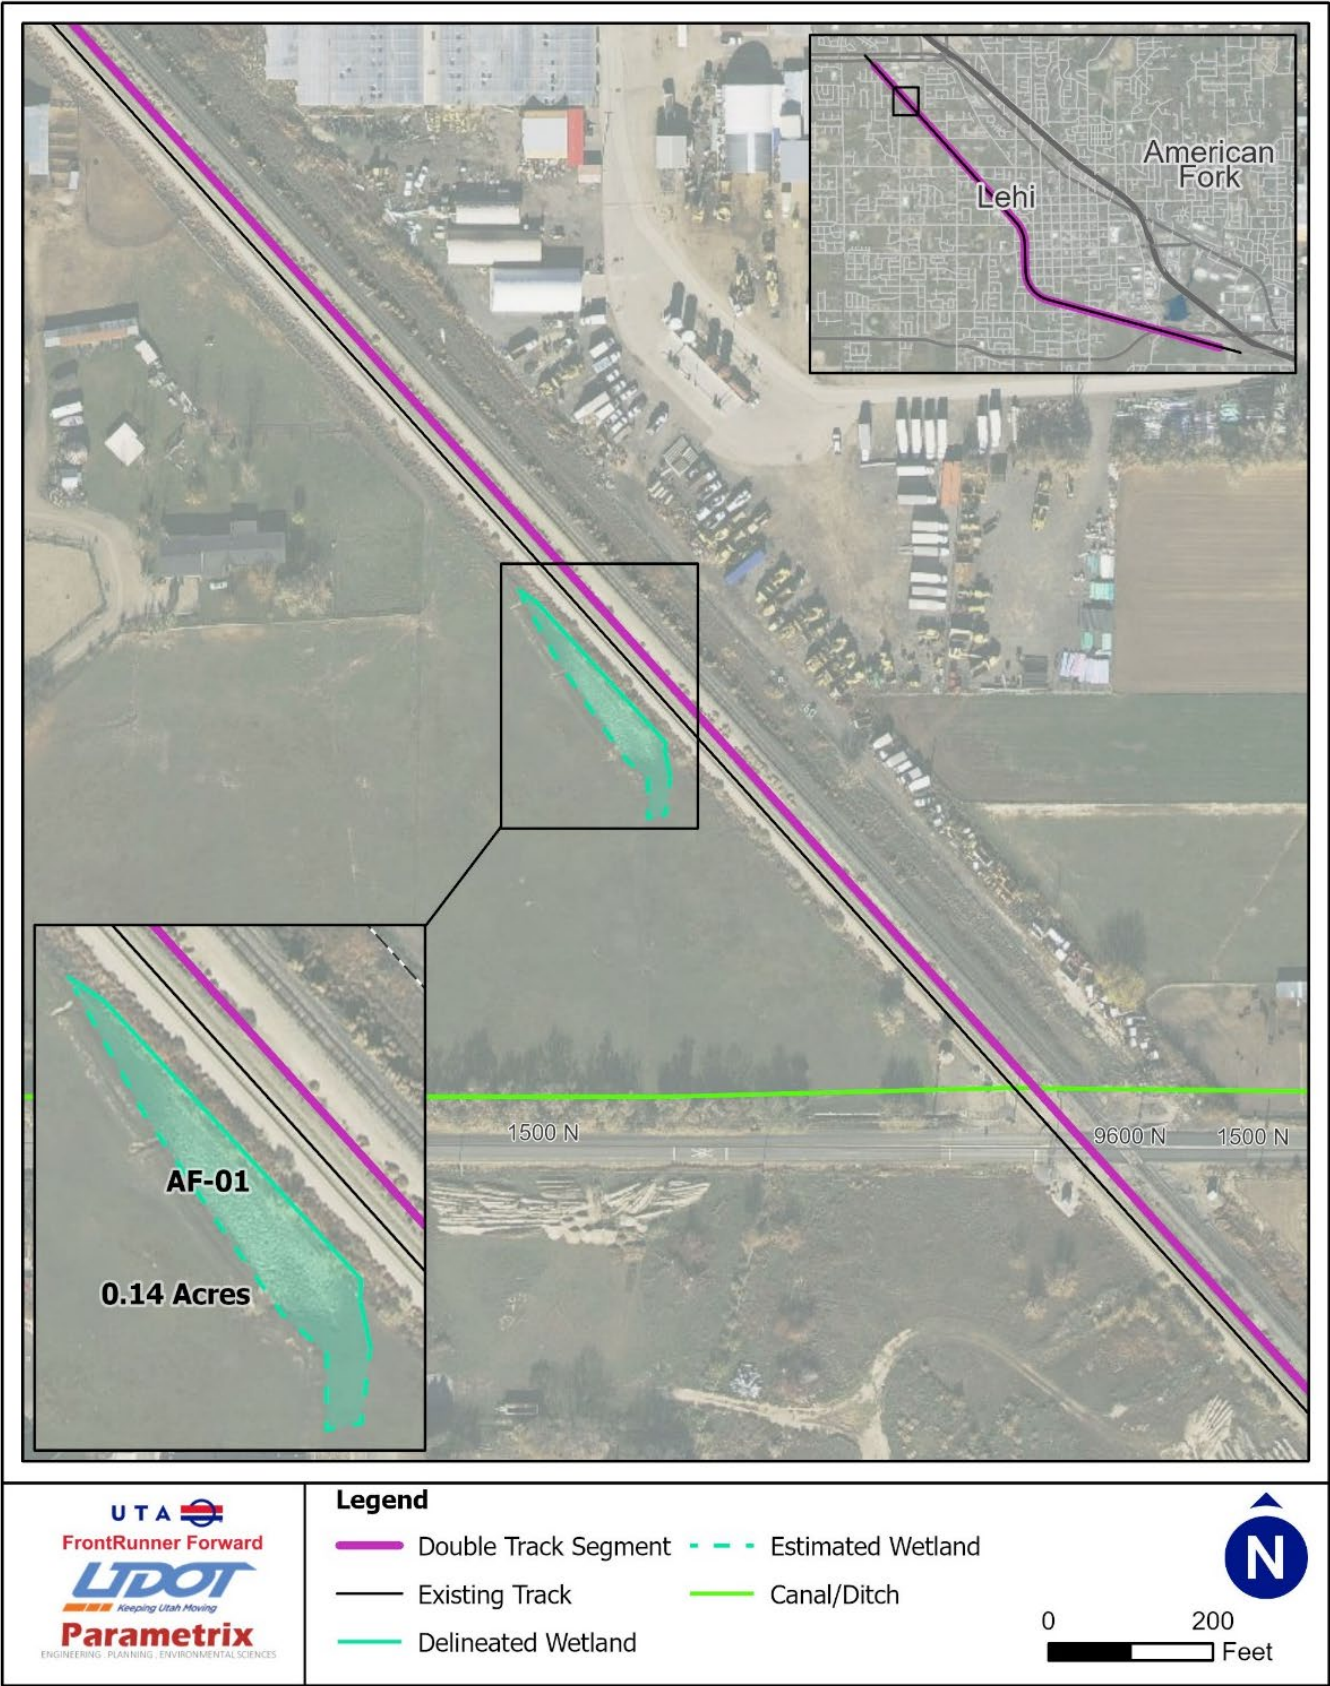 American
Fork
Lehi
1500 N
9600 N
1500 N
AF-01
0.14 Acres
UTA
FrontRunner Forward
UDOT
Keeping Utah Moving
Parametrix
ENGINEERING . PLANNING . ENVIRONMENTAL SCIENCES
Legend
Double Track Segment
Existing Track
Delineated Wetland
Estimated Wetland
Canal/Ditch
N
0 200
Feet